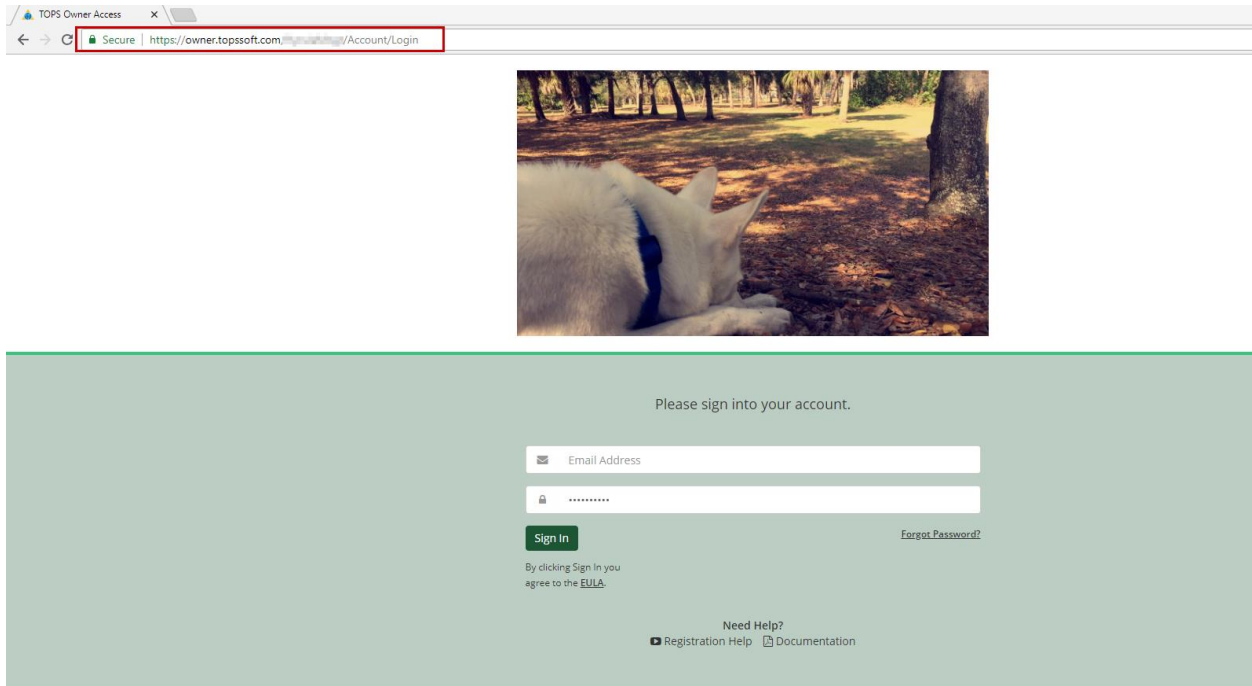 TOPS Owner Access
Secure https://owner.topssoft.com/ /Account/Login
Please sign into your account.
Email Address
••••••••••
Sign In
Forgot Password?
By clicking Sign In you
agree to the EULA.
Need Help?
Registration Help Documentation